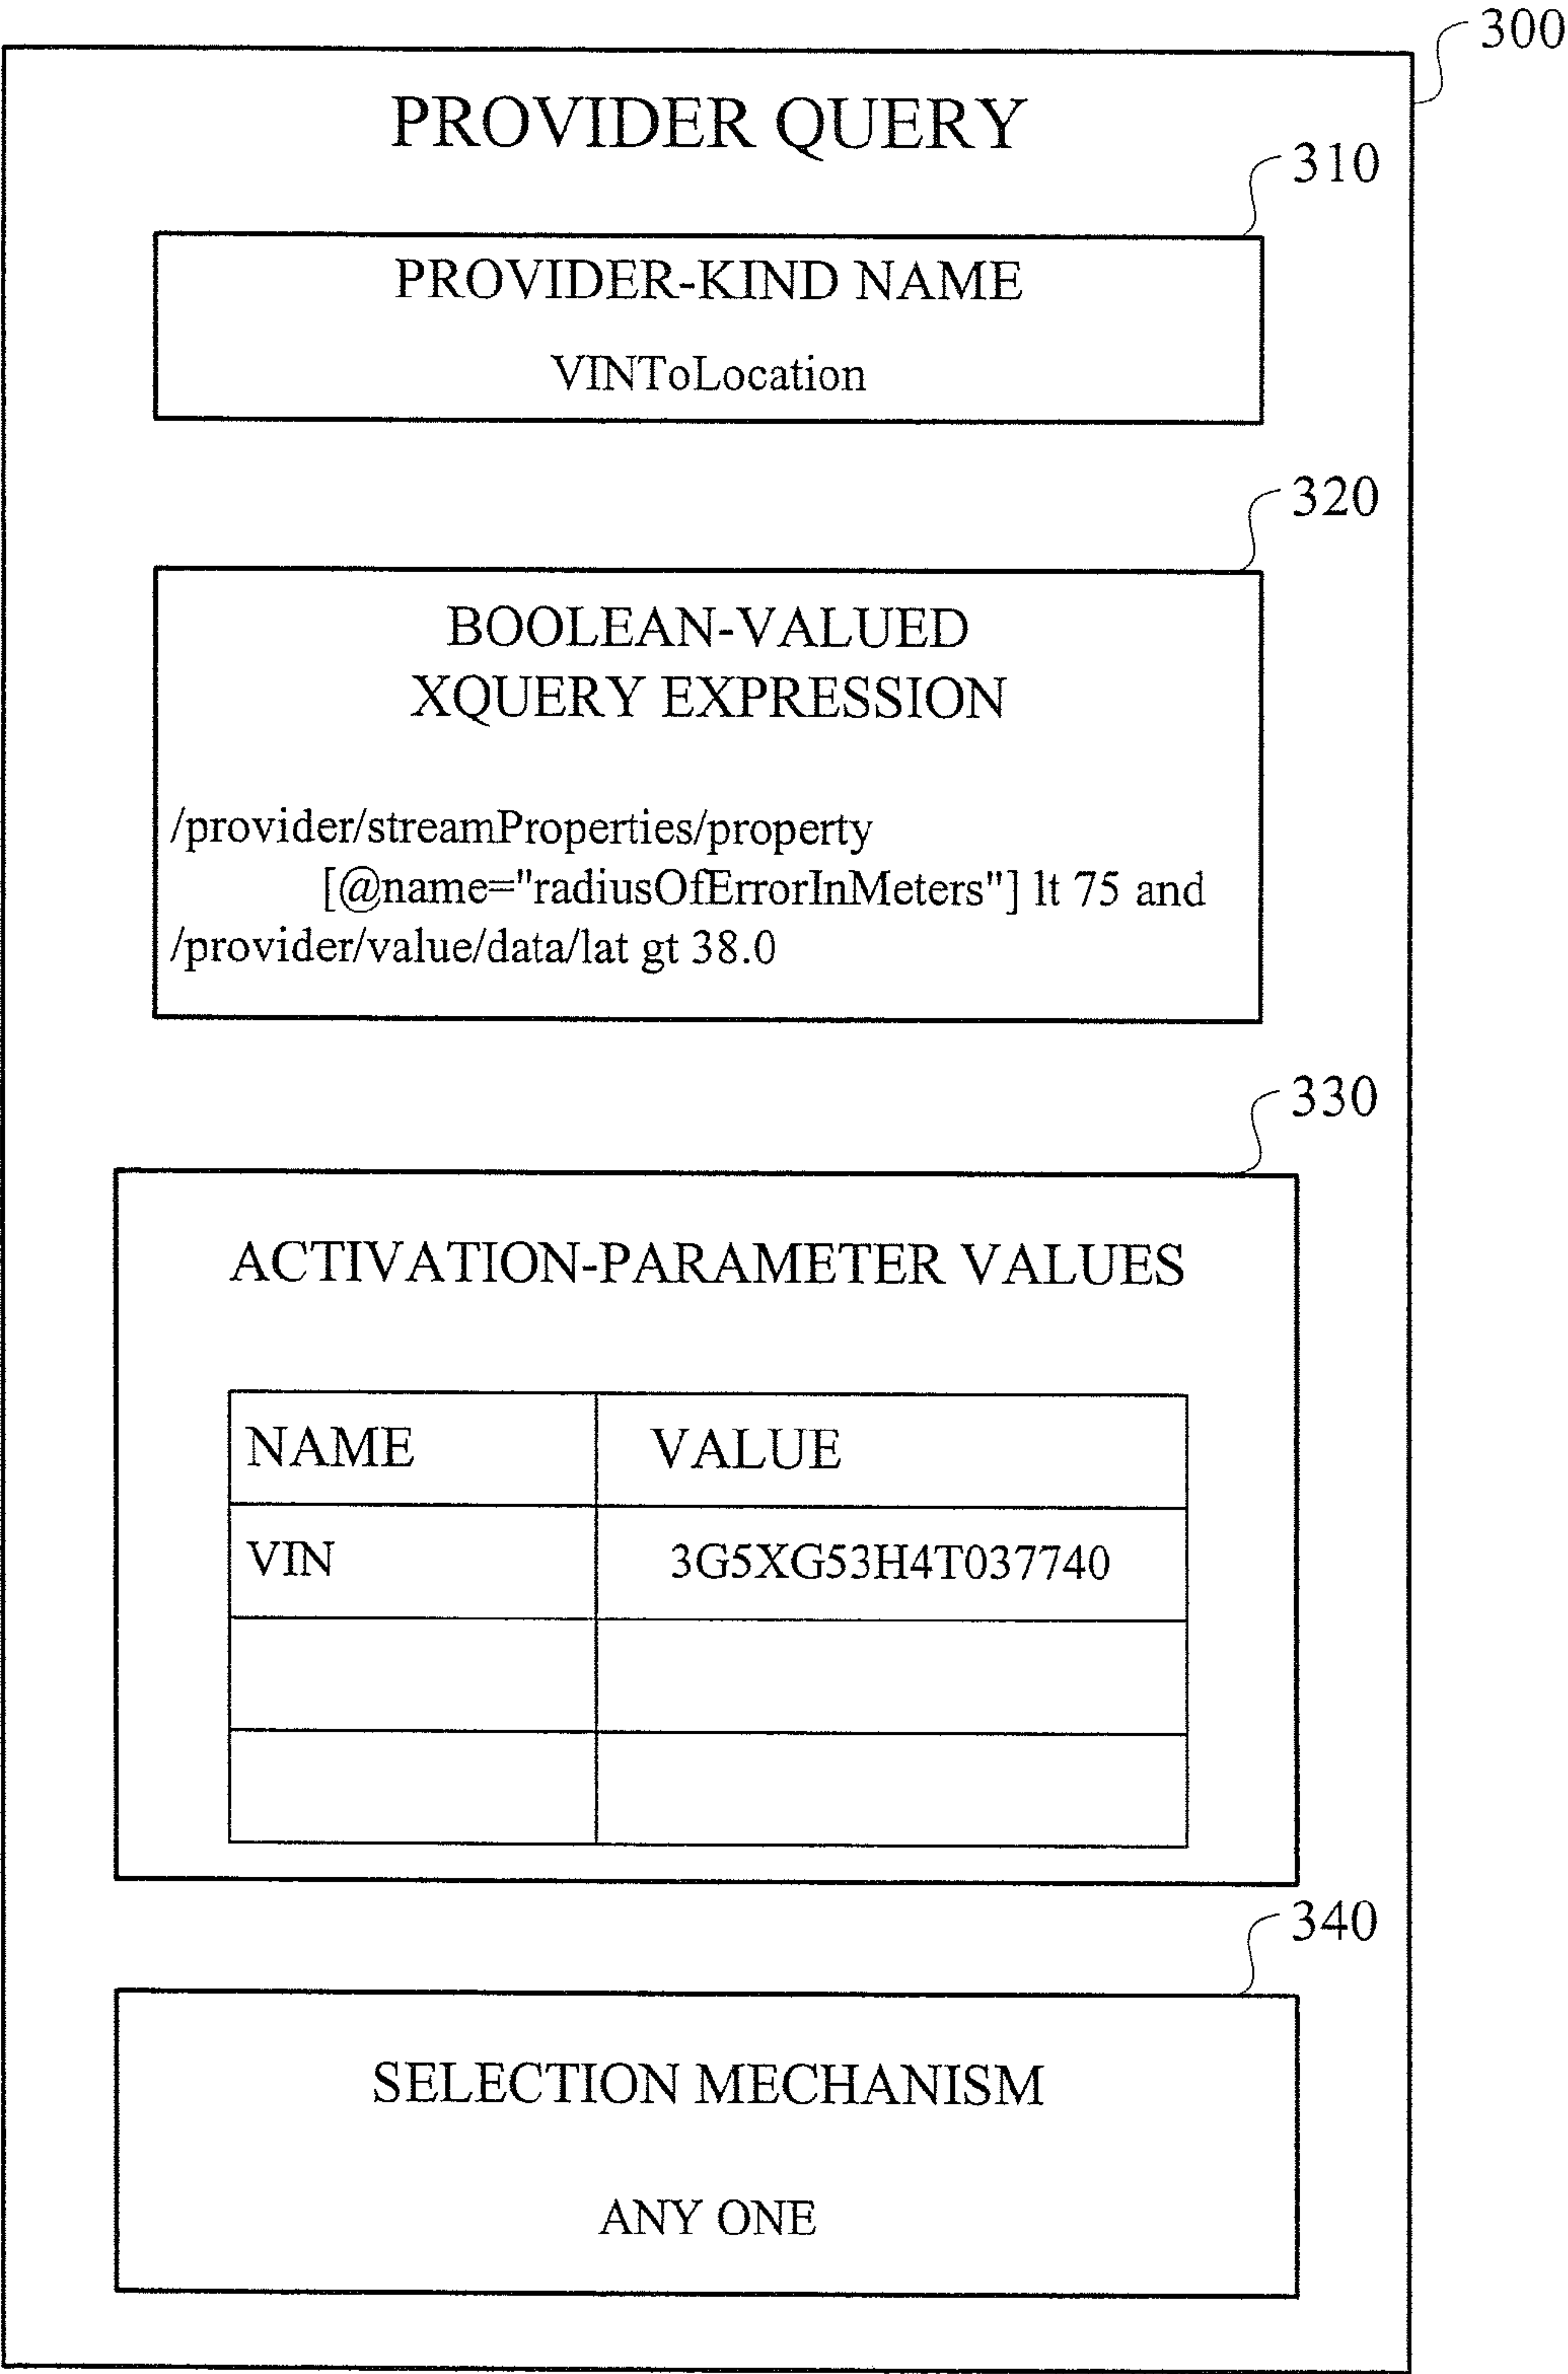 300
PROVIDER QUERY
310
PROVIDER-KIND NAME
VINToLocation
320
BOOLEAN-VALUED
XQUERY EXPRESSION
/provider/streamProperties/property
[@name="radiusOfErrorInMeters"] lt 75 and
/provider/value/data/lat gt 38.0
330
ACTIVATION-PARAMETER VALUES
NAME VALUE
VIN 3G5XG53H4T037740
340
SELECTION MECHANISM
ANY ONE